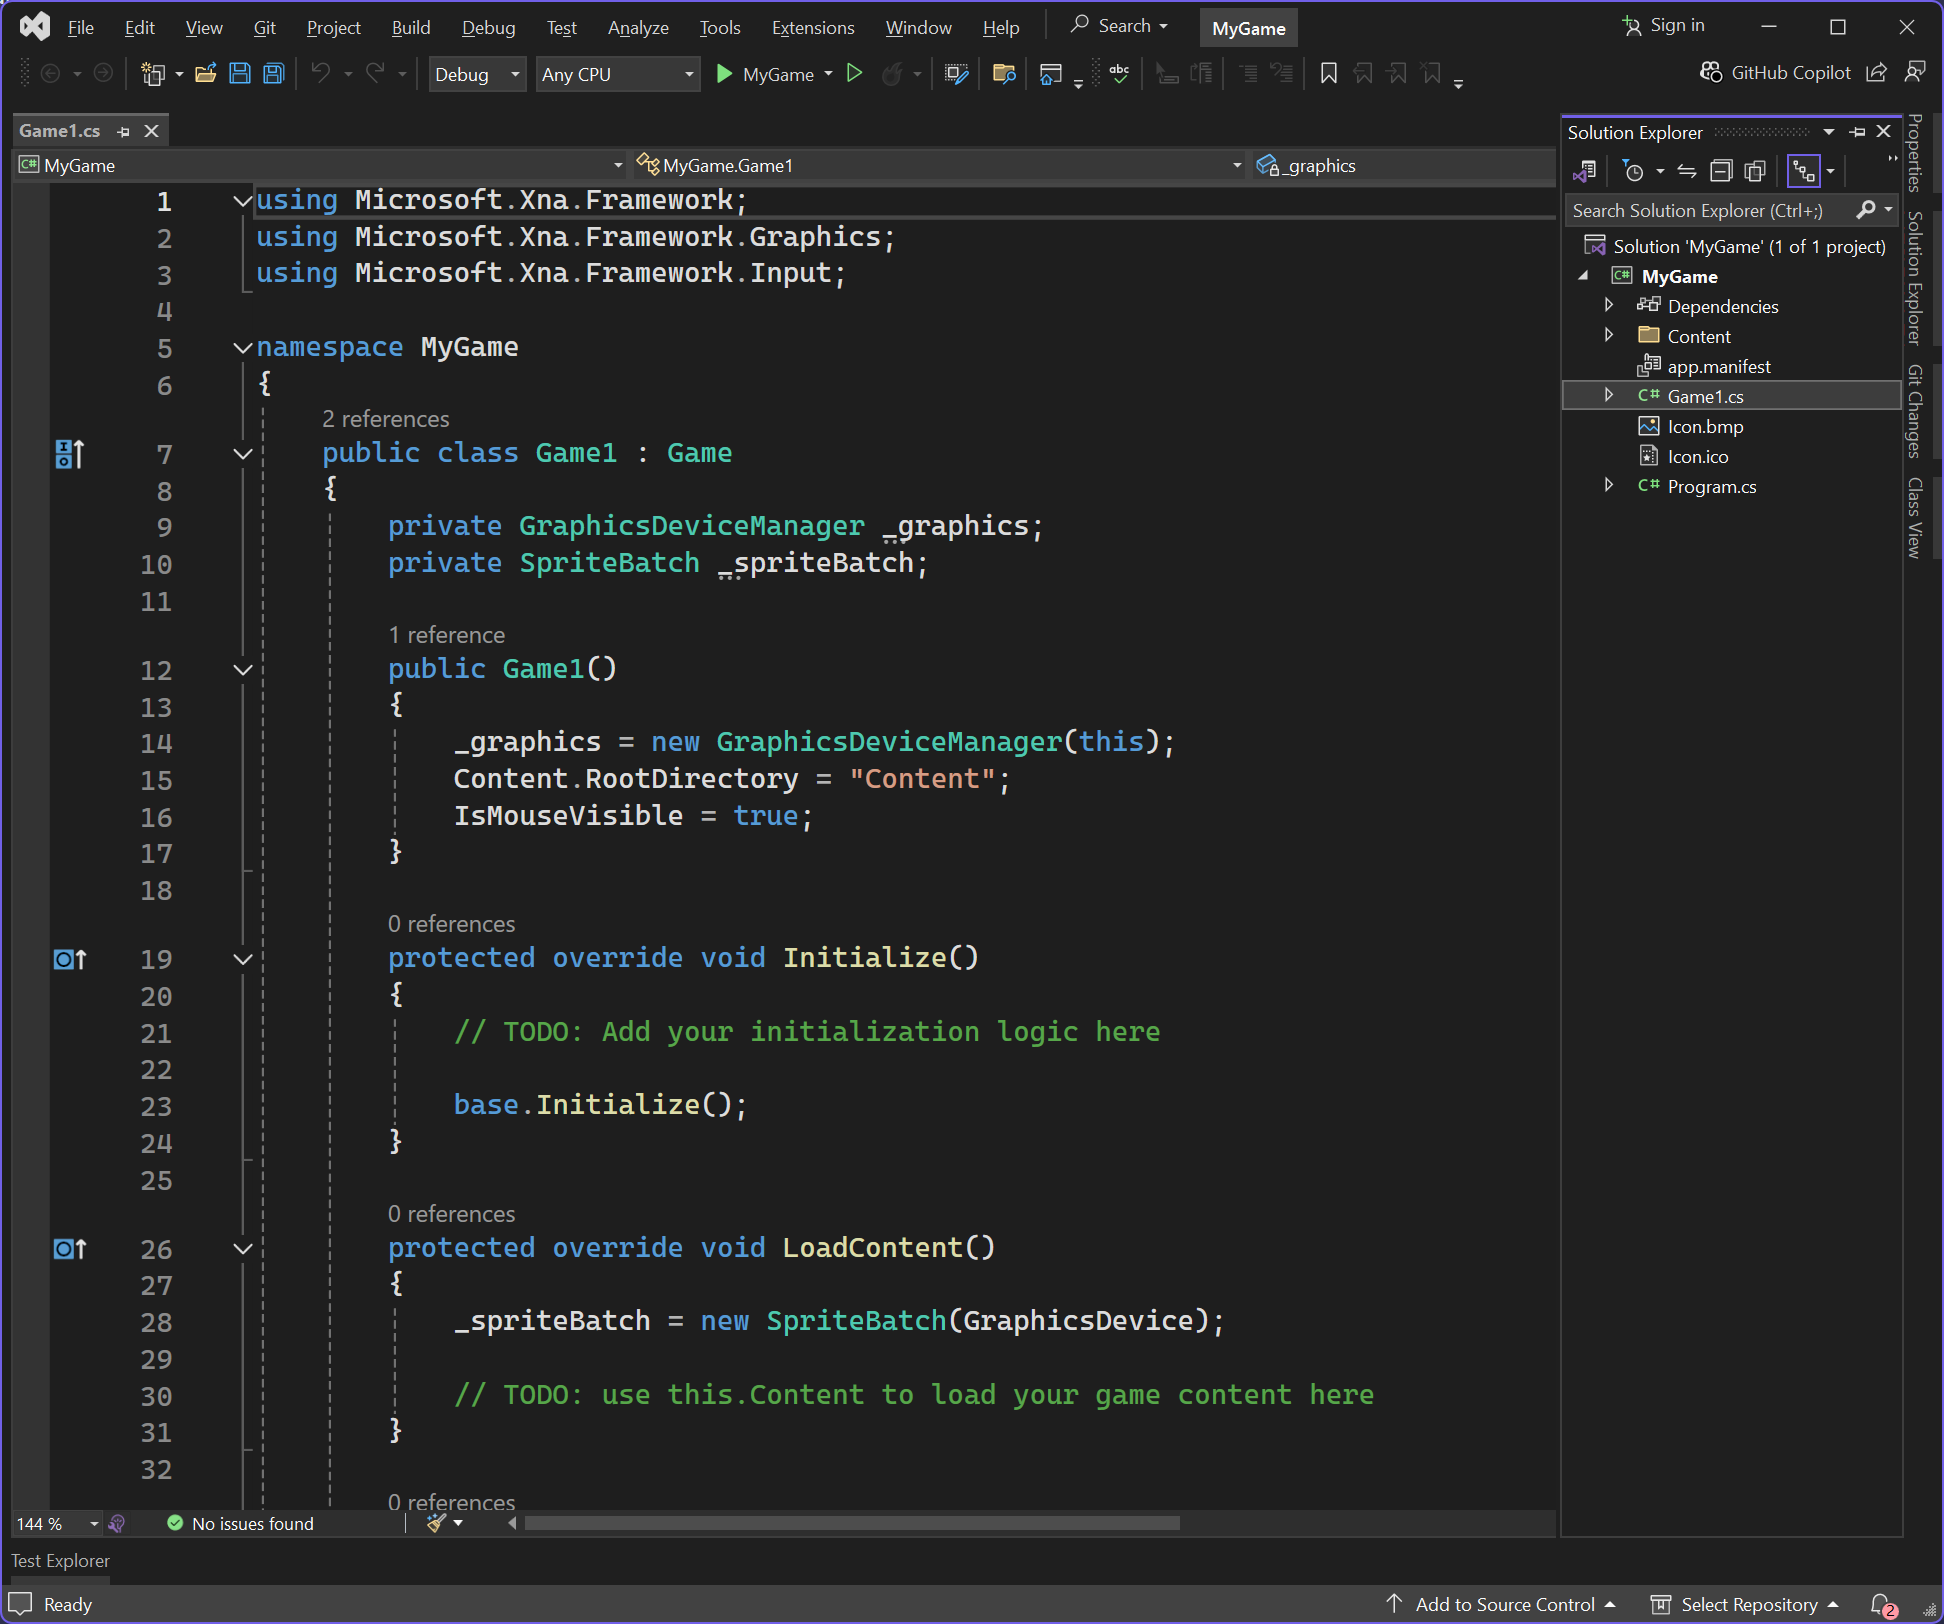 File Edit View Git Project Build Debug Test Analyze Tools Extensions Window Help Search MyGame Sign in
Debug Any CPU MyGame abc GitHub Copilot
Game1.cs
MyGame MyGame.Game1 _graphics
1 using Microsoft.Xna.Framework;
2 using Microsoft.Xna.Framework.Graphics;
3 using Microsoft.Xna.Framework.Input;
4
5 namespace MyGame
6 {
2 references
7 public class Game1 : Game
8 {
9 private GraphicsDeviceManager _graphics;
10 private SpriteBatch _spriteBatch;
11
1 reference
12 public Game1()
13 {
14 _graphics = new GraphicsDeviceManager(this);
15 Content.RootDirectory = "Content";
16 IsMouseVisible = true;
17 }
18
0 references
19 protected override void Initialize()
20 {
21 // TODO: Add your initialization logic here
22
23 base.Initialize();
24 }
25
0 references
26 protected override void LoadContent()
27 {
28 _spriteBatch = new SpriteBatch(GraphicsDevice);
29
30 // TODO: use this.Content to load your game content here
31 }
32
0 references
144 % No issues found
Solution Explorer
Search Solution Explorer (Ctrl+;)
Solution 'MyGame' (1 of 1 project)
C# MyGame
Dependencies
Content
app.manifest
C# Game1.cs
Icon.bmp
Icon.ico
C# Program.cs
Properties
Solution Explorer
Git Changes
Class View
Test Explorer
Ready Add to Source Control Select Repository 2